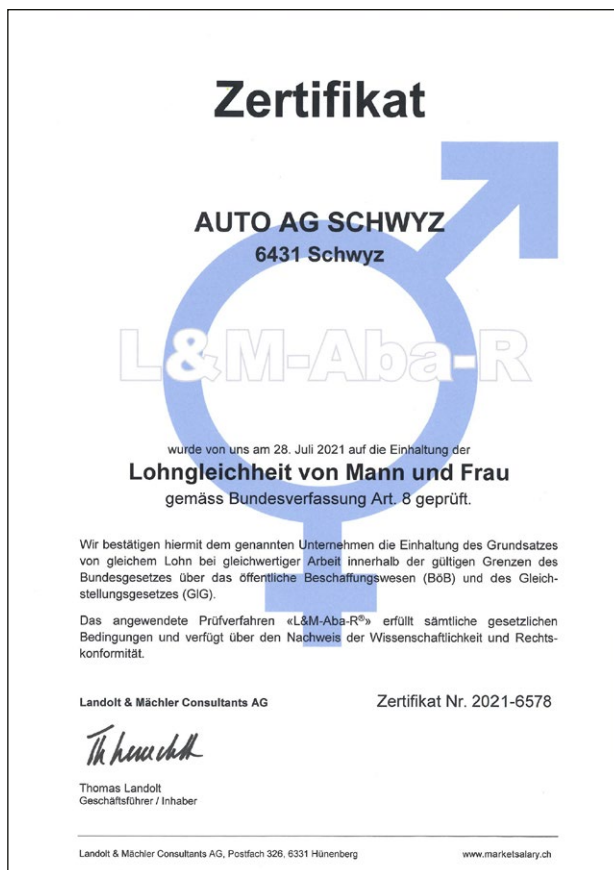 Zertifikat
AUTO AG SCHWYZ
6431 Schwyz
L&M-Aba-R
wurde von uns am 28. Juli 2021 auf die Einhaltung der
Lohngleichheit von Mann und Frau
gemäss Bundesverfassung Art. 8 geprüft.
Wir bestätigen hiermit dem genannten Unternehmen die Einhaltung des Grundsatzes
von gleichem Lohn bei gleichwertiger Arbeit innerhalb der gültigen Grenzen des
Bundesgesetzes über das öffentliche Beschaffungswesen (BöB) und des Gleich-
stellungsgesetzes (GlG).
Das angewendete Prüfverfahren «L&M-Aba-R®» erfüllt sämtliche gesetzlichen
Bedingungen und verfügt über den Nachweis der Wissenschaftlichkeit und Rechts-
konformität.
Landolt & Mächler Consultants AG
Zertifikat Nr. 2021-6578
Thomas Landolt
Geschäftsführer / Inhaber
Landolt & Mächler Consultants AG, Postfach 326, 6331 Hünenberg
www.marketsalary.ch